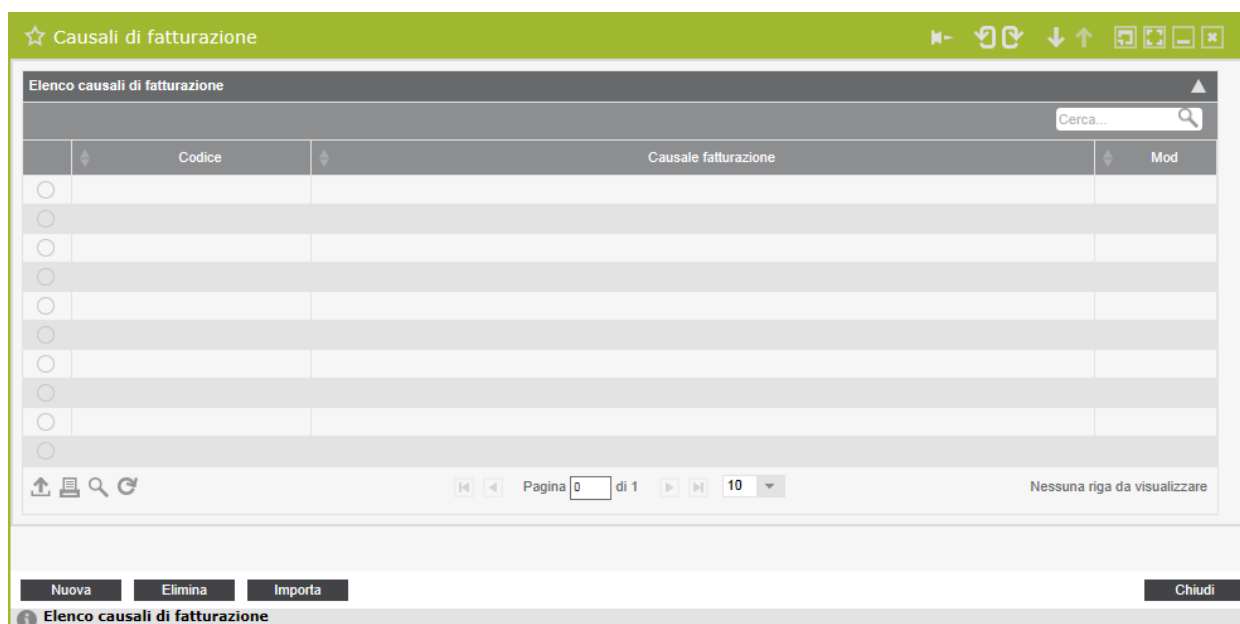 Causali di fatturazione
Elenco causali di fatturazione
Cerca...
Codice Causale fatturazione Mod
Pagina 0 di 1 10 Nessuna riga da visualizzare
Nuova Elimina Importa Chiudi
Elenco causali di fatturazione